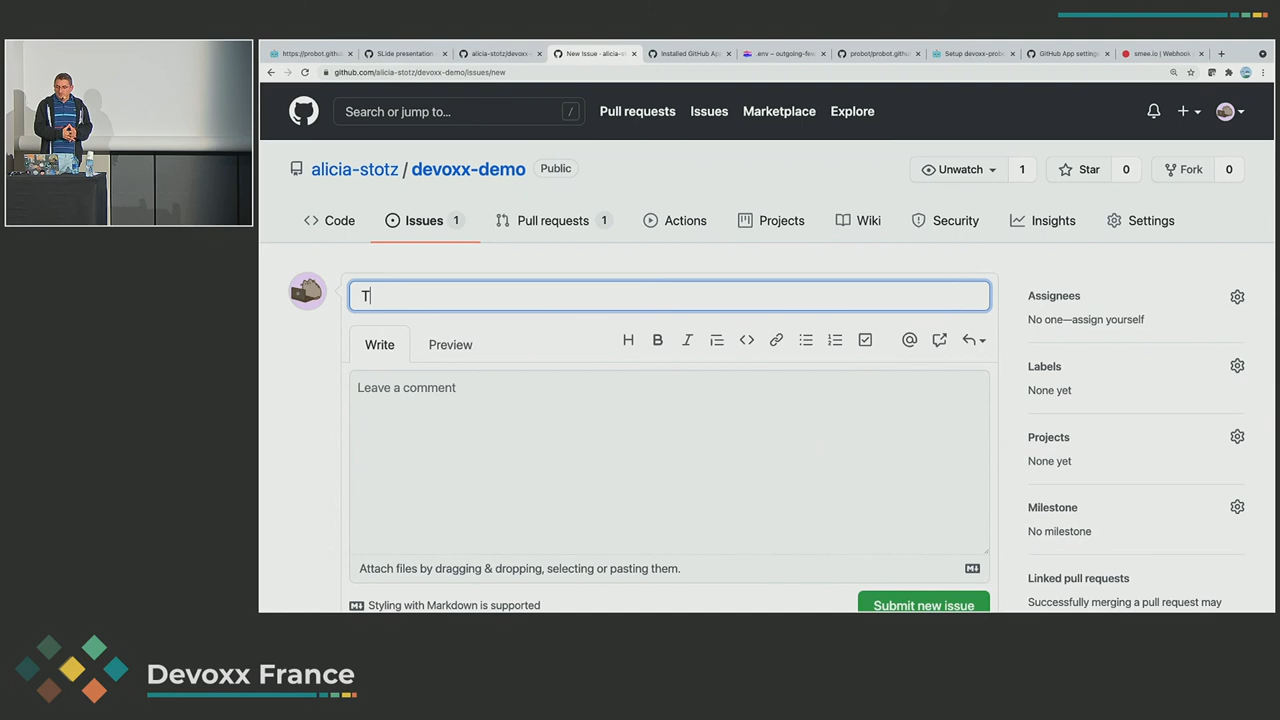 https://probot.gith
SLide presentation
alicia-stotz/devoxx
New Issue · alicia-s
Installed GitHub Ap
.env – outgoing-fee
probot/probot.githu
Setup devoxx-prob
GitHub App setting
smee.io | Webhook
github.com/alicia-stotz/devoxx-demo/issues/new
Search or jump to... /
Pull requests
Issues
Marketplace
Explore
alicia-stotz / devoxx-demo Public
Unwatch 1
Star 0
Fork 0
Code
Issues 1
Pull requests 1
Actions
Projects
Wiki
Security
Insights
Settings
T
Write
Preview
H B I @
Leave a comment
Attach files by dragging & dropping, selecting or pasting them.
Styling with Markdown is supported
Submit new issue
Assignees
No one—assign yourself
Labels
None yet
Projects
None yet
Milestone
No milestone
Linked pull requests
Successfully merging a pull request may
Devoxx France